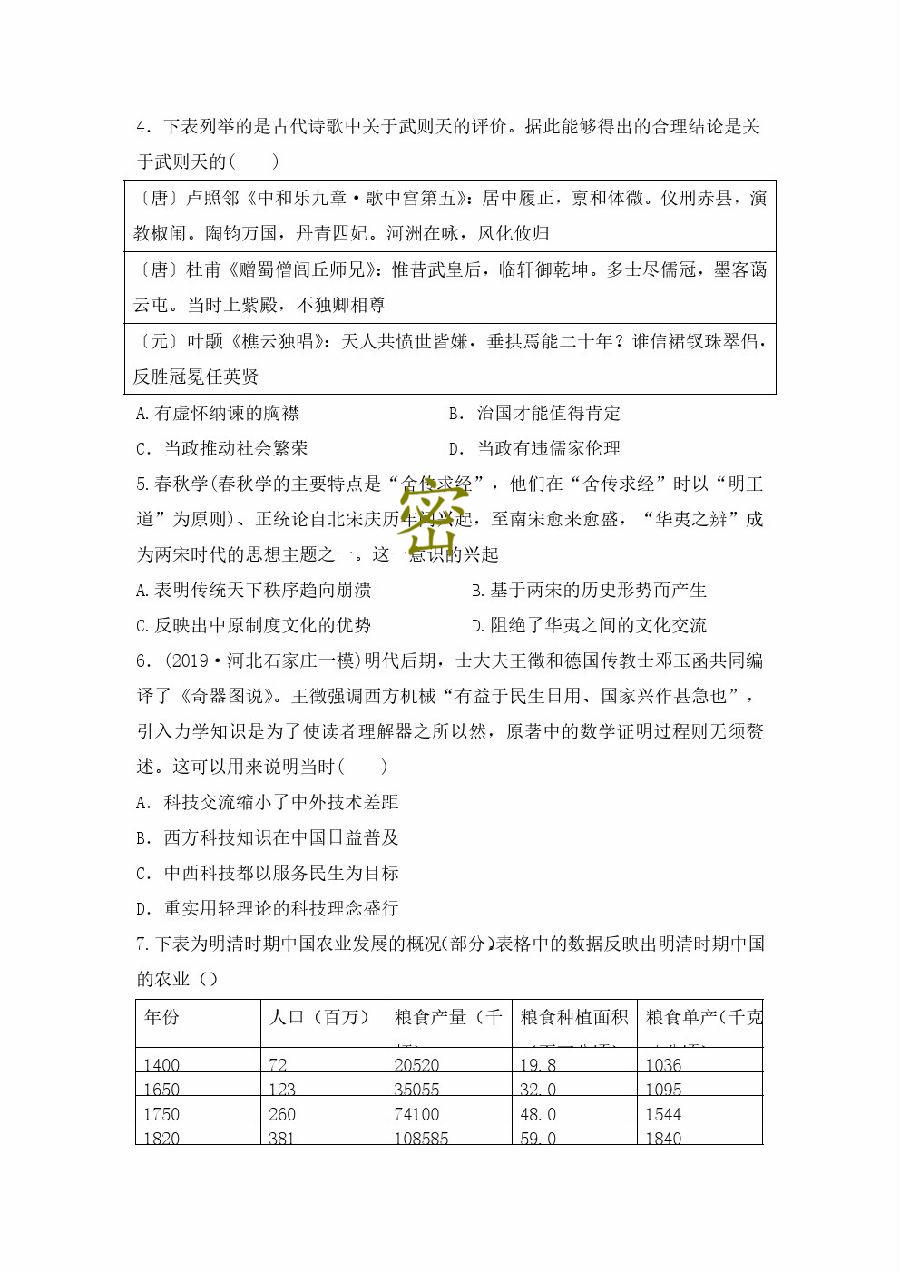 4. 下表列举的是古代诗歌中关于武则天的评价。据此能够得出的合理结论是关
于武则天的(  )
〔唐〕卢照邻《中和乐九章·歌中宫第五》：居中履正，禀和体微。仪刑赤县，演
教椒闱。陶钧万国，丹青四妃。河洲在咏，风化攸归
〔唐〕杜甫《赠蜀僧闾丘师兄》：惟昔武皇后，临轩御乾坤。多士尽儒冠，墨客蔼
云屯。当时上紫殿，不独卿相尊
〔元〕叶颙《樵云独唱》：天人共愤世皆嫌，垂拱焉能二十年？谁信裙钗珠翠侣，
反胜冠冕任英贤
A.有虚怀纳谏的胸襟 B. 治国才能值得肯定
C. 当政推动社会繁荣 D. 当政有违儒家伦理
5.春秋学(春秋学的主要特点是“舍传求经”，他们在“舍传求经”时以“明王
道”为原则)、正统论自北宋庆历年间兴起，至南宋愈来愈盛，“华夷之辨”成
为两宋时代的思想主题之一。这一意识的兴起
A.表明传统天下秩序趋向崩溃 B.基于两宋的历史形势而产生
C.反映出中原制度文化的优势 D.阻绝了华夷之间的文化交流
6. (2019·河北石家庄一模)明代后期，士大夫王徵和德国传教士邓玉函共同编
译了《奇器图说》。王徵强调西方机械“有益于民生日用、国家兴作甚急也”，
引入力学知识是为了使读者理解器之所以然，原著中的数学证明过程则无须赘
述。这可以用来说明当时(  )
A. 科技交流缩小了中外技术差距
B. 西方科技知识在中国日益普及
C. 中西科技都以服务民生为目标
D. 重实用轻理论的科技理念盛行
7.下表为明清时期中国农业发展的概况(部分)，表格中的数据反映出明清时期中国
的农业（）
年份 人口（百万） 粮食产量（千 粮食种植面积 粮食单产（千克
1400 72 20520 19.8 1036
1650 123 35055 32.0 1095
1750 260 74100 48.0 1544
1820 381 108585 59.0 1840
密